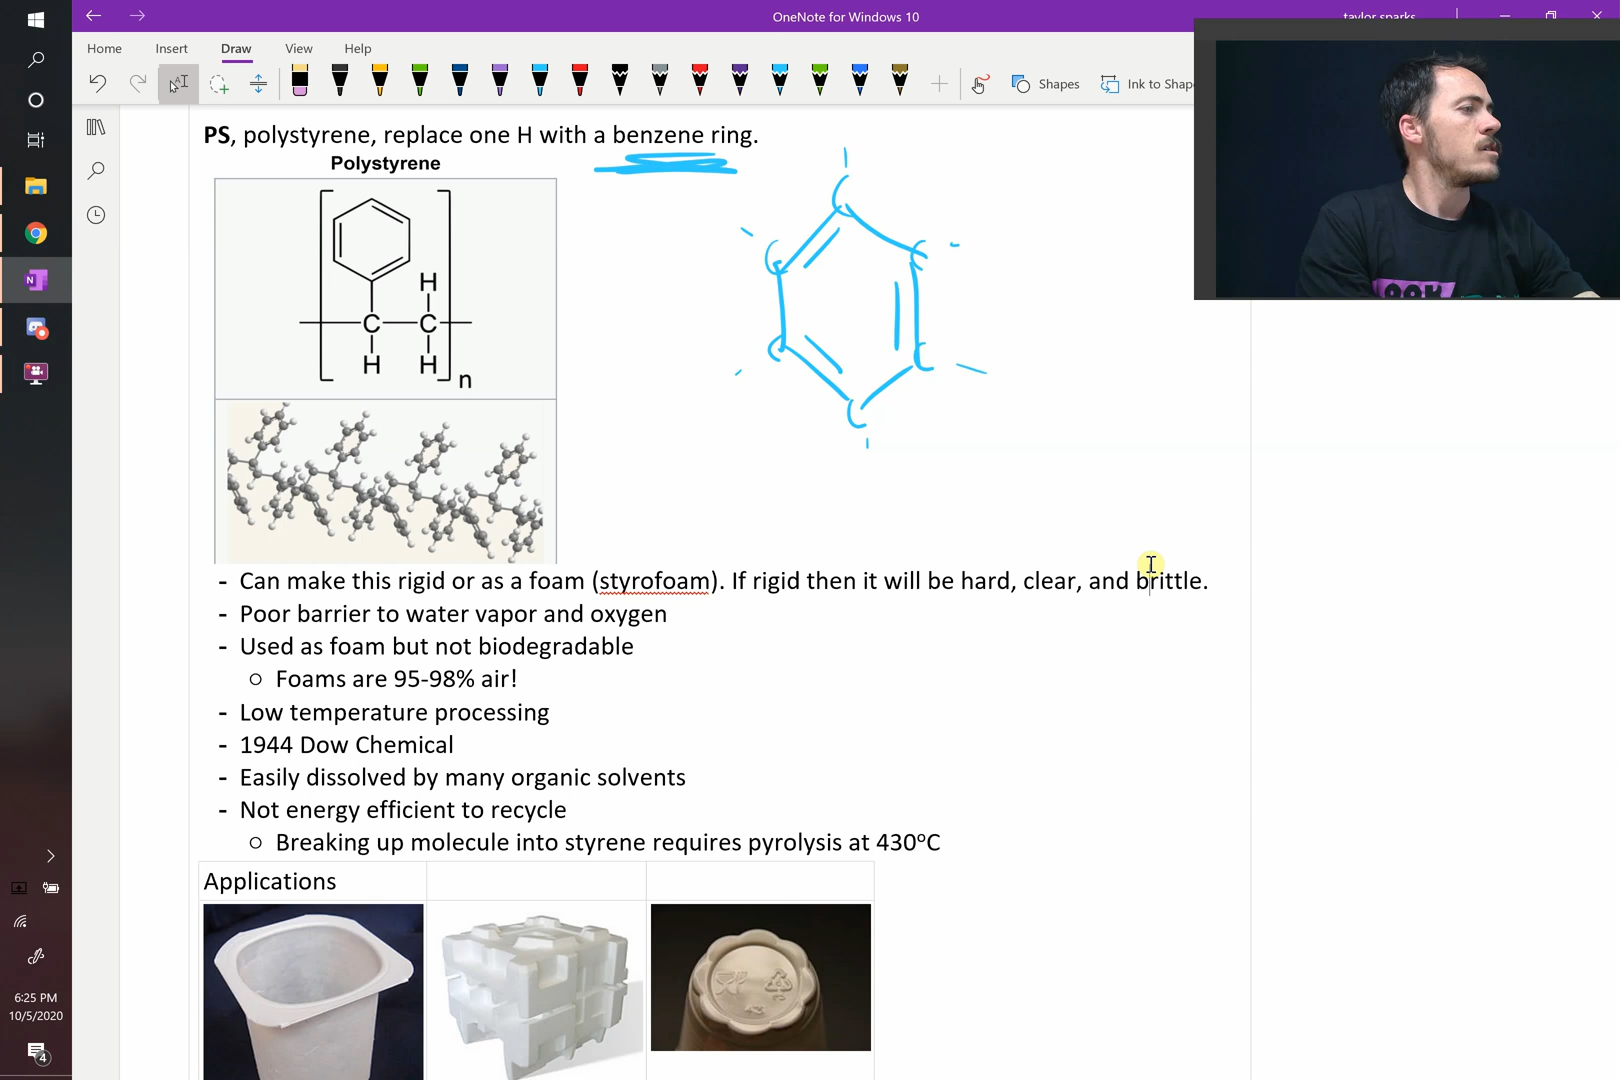 OneNote for Windows 10
taylor sparks
Home Insert Draw View Help
Shapes
Ink to Shap
PS, polystyrene, replace one H with a benzene ring.
Polystyrene
H
C C
H H
n
C
C C
C C
C
- Can make this rigid or as a foam (styrofoam). If rigid then it will be hard, clear, and brittle.
- Poor barrier to water vapor and oxygen
- Used as foam but not biodegradable
○ Foams are 95-98% air!
- Low temperature processing
- 1944 Dow Chemical
- Easily dissolved by many organic solvents
- Not energy efficient to recycle
○ Breaking up molecule into styrene requires pyrolysis at 430°C
Applications
6:25 PM
10/5/2020
4